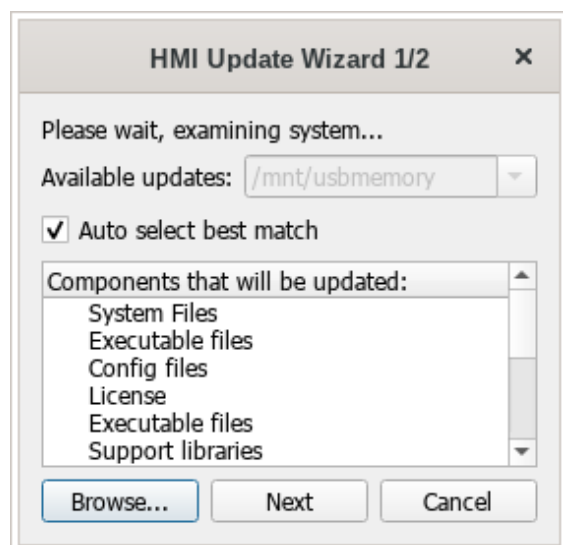 HMI Update Wizard 1/2
Please wait, examining system...
Available updates: /mnt/usbmemory
Auto select best match
Components that will be updated:
System Files
Executable files
Config files
License
Executable files
Support libraries
Browse... Next Cancel